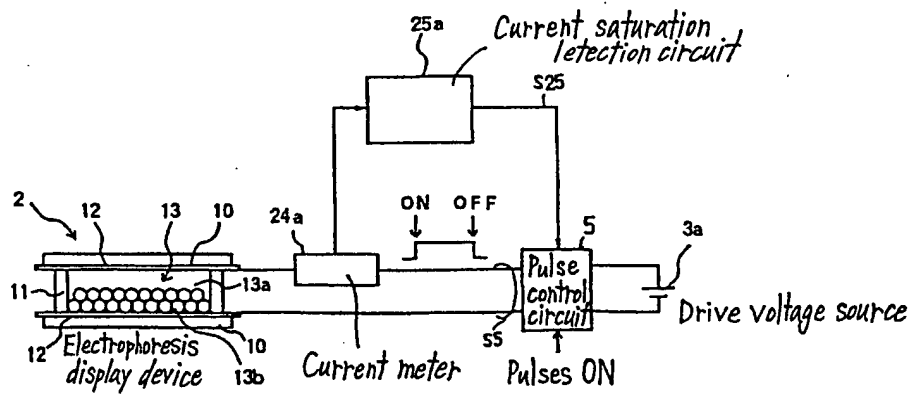 25a
Current saturation
letection circuit
S25
2
12
13
10
24a
ON OFF
5
3a
11
13a
Pulse
control
circuit
S5
Drive voltage source
12
10
Electrophoresis
display device
13b
Current meter
Pulses ON